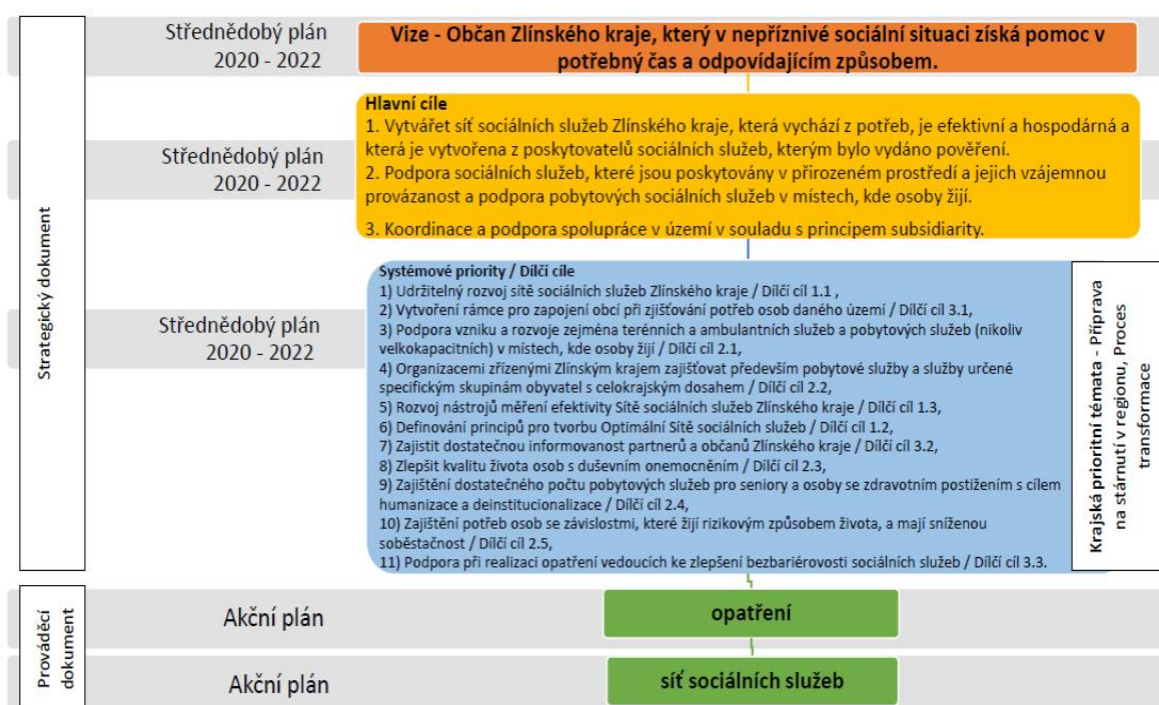 Strategický dokument
Střednědobý plán
2020 - 2022
Vize - Občan Zlínského kraje, který v nepříznivé sociální situaci získá pomoc v
potřebný čas a odpovídajícím způsobem.
Střednědobý plán
2020 - 2022
Hlavní cíle
1. Vytvářet síť sociálních služeb Zlínského kraje, která vychází z potřeb, je efektivní a hospodárná a
která je vytvořena z poskytovatelů sociálních služeb, kterým bylo vydáno pověření.
2. Podpora sociálních služeb, které jsou poskytovány v přirozeném prostředí a jejich vzájemnou
provázanost a podpora pobytových sociálních služeb v místech, kde osoby žijí.
3. Koordinace a podpora spolupráce v území v souladu s principem subsidiarity.
Střednědobý plán
2020 - 2022
Systémové priority / Dílčí cíle
1) Udržitelný rozvoj sítě sociálních služeb Zlínského kraje / Dílčí cíl 1.1 ,
2) Vytvoření rámce pro zapojení obcí při zjišťování potřeb osob daného území / Dílčí cíl 3.1,
3) Podpora vzniku a rozvoje zejména terénních a ambulantních služeb a pobytových služeb (nikoliv
velkokapacitních) v místech, kde osoby žijí / Dílčí cíl 2.1,
4) Organizacemi zřízenými Zlínským krajem zajišťovat především pobytové služby a služby určené
specifickým skupinám obyvatel s celokrajským dosahem / Dílčí cíl 2.2,
5) Rozvoj nástrojů měření efektivity Sítě sociálních služeb Zlínského kraje / Dílčí cíl 1.3,
6) Definování principů pro tvorbu Optimální Sítě sociálních služeb / Dílčí cíl 1.2,
7) Zajistit dostatečnou informovanost partnerů a občanů Zlínského kraje / Dílčí cíl 3.2,
8) Zlepšit kvalitu života osob s duševním onemocněním / Dílčí cíl 2.3,
9) Zajištění dostatečného počtu pobytových služeb pro seniory a osoby se zdravotním postižením s cílem
humanizace a deinstitucionalizace / Dílčí cíl 2.4,
10) Zajištění potřeb osob se závislostmi, které žijí rizikovým způsobem života, a mají sníženou
soběstačnost / Dílčí cíl 2.5,
11) Podpora při realizaci opatření vedoucích ke zlepšení bezbariérovosti sociálních služeb / Dílčí cíl 3.3.
Krajská prioritní témata - Příprava
na stárnutí v regionu, Proces
transformace
Prováděcí
dokument
Akční plán
opatření
Akční plán
síť sociálních služeb